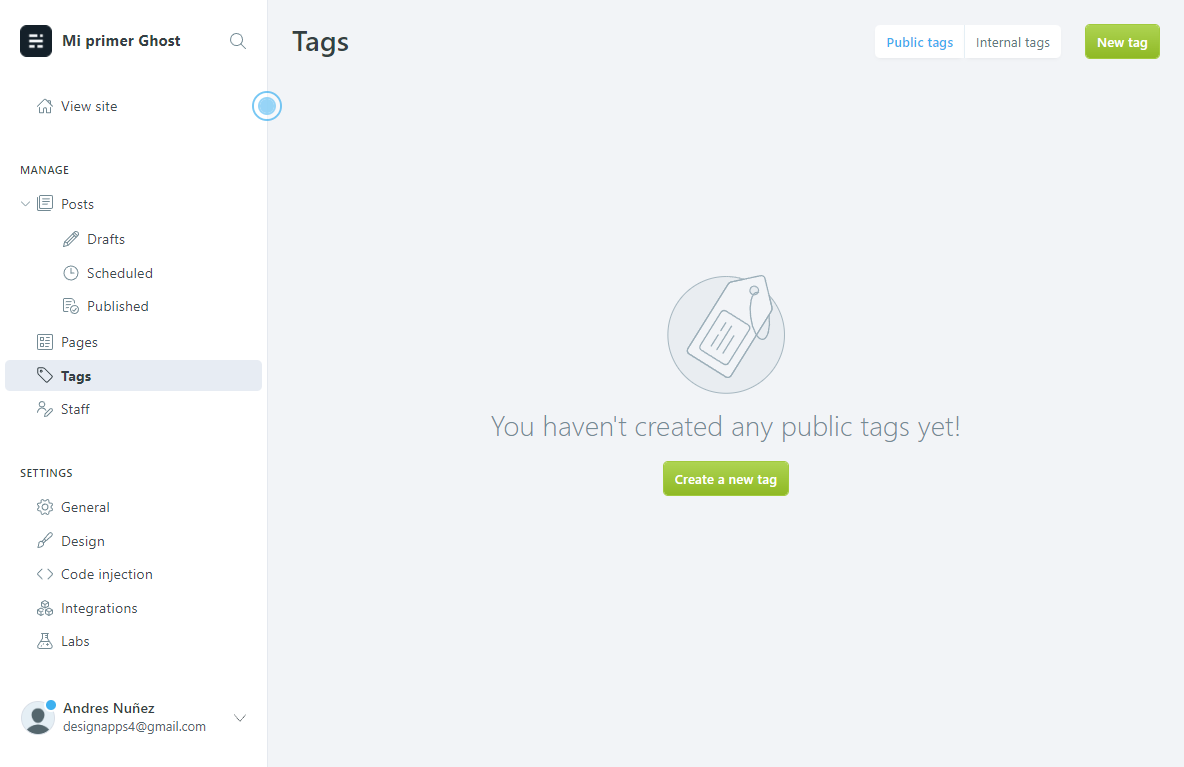 Mi primer Ghost
View site
MANAGE
Posts
Drafts
Scheduled
Published
Pages
Tags
Staff
SETTINGS
General
Design
Code injection
Integrations
Labs
Andres Nuñez
designapps4@gmail.com
Tags
Public tags
Internal tags
New tag
You haven't created any public tags yet!
Create a new tag